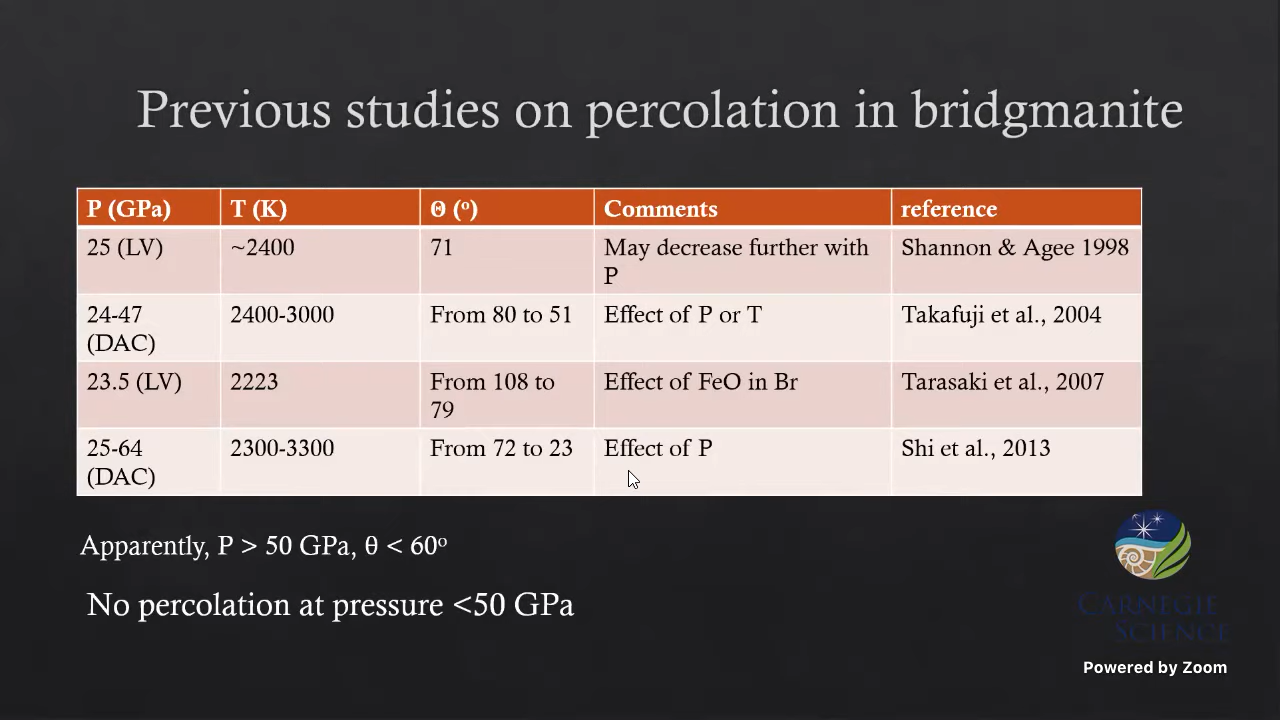 Previous studies on percolation in bridgmanite
P (GPa) T (K) Θ (º) Comments reference
25 (LV) ~2400 71 May decrease further with P Shannon & Agee 1998
24-47 (DAC) 2400-3000 From 80 to 51 Effect of P or T Takafuji et al., 2004
23.5 (LV) 2223 From 108 to 79 Effect of FeO in Br Tarasaki et al., 2007
25-64 (DAC) 2300-3300 From 72 to 23 Effect of P Shi et al., 2013
Apparently, P > 50 GPa, θ < 60º
No percolation at pressure <50 GPa
CARNEGIE
SCIENCE
Powered by Zoom